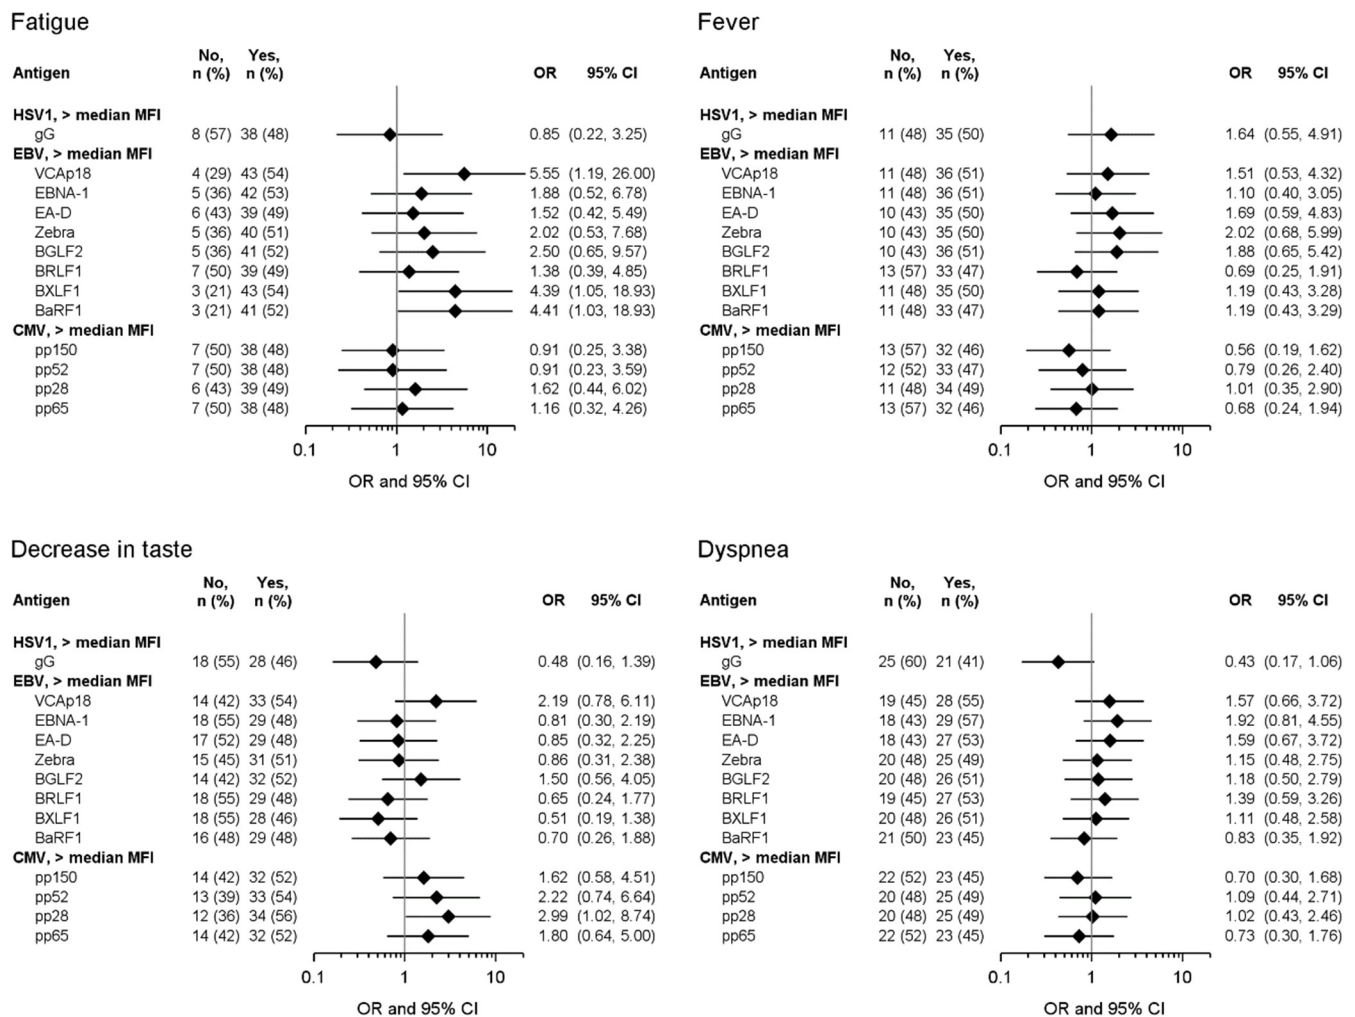 Fatigue
No, Yes,
Antigen n (%) n (%) OR 95% CI
HSV1, > median MFI
gG 8 (57) 38 (48) 0.85 (0.22, 3.25)
EBV, > median MFI
VCAp18 4 (29) 43 (54) 5.55 (1.19, 26.00)
EBNA-1 5 (36) 42 (53) 1.88 (0.52, 6.78)
EA-D 6 (43) 39 (49) 1.52 (0.42, 5.49)
Zebra 5 (36) 40 (51) 2.02 (0.53, 7.68)
BGLF2 5 (36) 41 (52) 2.50 (0.65, 9.57)
BRLF1 7 (50) 39 (49) 1.38 (0.39, 4.85)
BXLF1 3 (21) 43 (54) 4.39 (1.05, 18.93)
BaRF1 3 (21) 41 (52) 4.41 (1.03, 18.93)
CMV, > median MFI
pp150 7 (50) 38 (48) 0.91 (0.25, 3.38)
pp52 7 (50) 38 (48) 0.91 (0.23, 3.59)
pp28 6 (43) 39 (49) 1.62 (0.44, 6.02)
pp65 7 (50) 38 (48) 1.16 (0.32, 4.26)
0.1 1 10
OR and 95% CI
Fever
No, Yes,
Antigen n (%) n (%) OR 95% CI
HSV1, > median MFI
gG 11 (48) 35 (50) 1.64 (0.55, 4.91)
EBV, > median MFI
VCAp18 11 (48) 36 (51) 1.51 (0.53, 4.32)
EBNA-1 11 (48) 36 (51) 1.10 (0.40, 3.05)
EA-D 10 (43) 35 (50) 1.69 (0.59, 4.83)
Zebra 10 (43) 35 (50) 2.02 (0.68, 5.99)
BGLF2 10 (43) 36 (51) 1.88 (0.65, 5.42)
BRLF1 13 (57) 33 (47) 0.69 (0.25, 1.91)
BXLF1 11 (48) 35 (50) 1.19 (0.43, 3.28)
BaRF1 11 (48) 33 (47) 1.19 (0.43, 3.29)
CMV, > median MFI
pp150 13 (57) 32 (46) 0.56 (0.19, 1.62)
pp52 12 (52) 33 (47) 0.79 (0.26, 2.40)
pp28 11 (48) 34 (49) 1.01 (0.35, 2.90)
pp65 13 (57) 32 (46) 0.68 (0.24, 1.94)
0.1 1 10
OR and 95% CI
Decrease in taste
No, Yes,
Antigen n (%) n (%) OR 95% CI
HSV1, > median MFI
gG 18 (55) 28 (46) 0.48 (0.16, 1.39)
EBV, > median MFI
VCAp18 14 (42) 33 (54) 2.19 (0.78, 6.11)
EBNA-1 18 (55) 29 (48) 0.81 (0.30, 2.19)
EA-D 17 (52) 29 (48) 0.85 (0.32, 2.25)
Zebra 15 (45) 31 (51) 0.86 (0.31, 2.38)
BGLF2 14 (42) 32 (52) 1.50 (0.56, 4.05)
BRLF1 18 (55) 29 (48) 0.65 (0.24, 1.77)
BXLF1 18 (55) 28 (46) 0.51 (0.19, 1.38)
BaRF1 16 (48) 29 (48) 0.70 (0.26, 1.88)
CMV, > median MFI
pp150 14 (42) 32 (52) 1.62 (0.58, 4.51)
pp52 13 (39) 33 (54) 2.22 (0.74, 6.64)
pp28 12 (36) 34 (56) 2.99 (1.02, 8.74)
pp65 14 (42) 32 (52) 1.80 (0.64, 5.00)
0.1 1 10
OR and 95% CI
Dyspnea
No, Yes,
Antigen n (%) n (%) OR 95% CI
HSV1, > median MFI
gG 25 (60) 21 (41) 0.43 (0.17, 1.06)
EBV, > median MFI
VCAp18 19 (45) 28 (55) 1.57 (0.66, 3.72)
EBNA-1 18 (43) 29 (57) 1.92 (0.81, 4.55)
EA-D 18 (43) 27 (53) 1.59 (0.67, 3.72)
Zebra 20 (48) 25 (49) 1.15 (0.48, 2.75)
BGLF2 20 (48) 26 (51) 1.18 (0.50, 2.79)
BRLF1 19 (45) 27 (53) 1.39 (0.59, 3.26)
BXLF1 20 (48) 26 (51) 1.11 (0.48, 2.58)
BaRF1 21 (50) 23 (45) 0.83 (0.35, 1.92)
CMV, > median MFI
pp150 22 (52) 23 (45) 0.70 (0.30, 1.68)
pp52 20 (48) 25 (49) 1.09 (0.44, 2.71)
pp28 20 (48) 25 (49) 1.02 (0.43, 2.46)
pp65 22 (52) 23 (45) 0.73 (0.30, 1.76)
0.1 1 10
OR and 95% CI